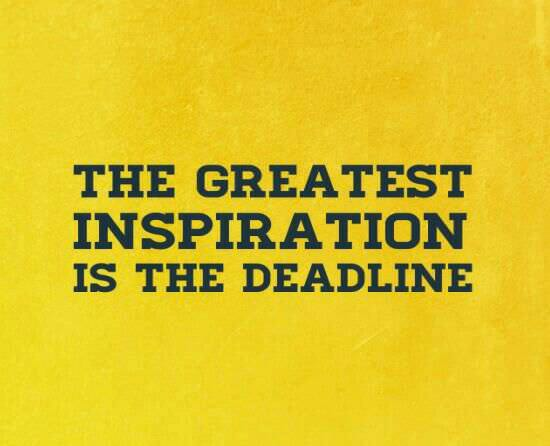 THE GREATEST
INSPIRATION
IS THE DEADLINE